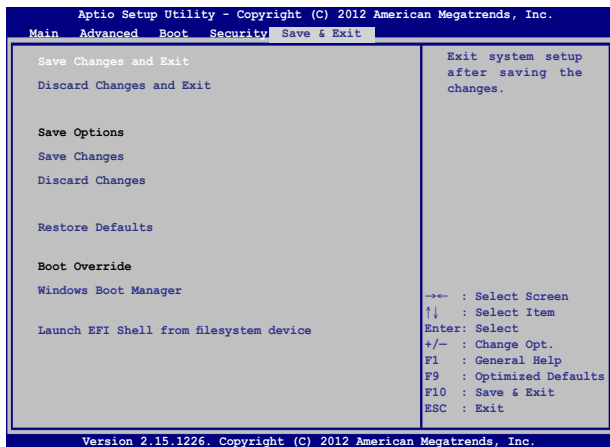 Aptio Setup Utility - Copyright (C) 2012 American Megatrends, Inc.
Main Advanced Boot Security Save & Exit
Save Changes and Exit
Discard Changes and Exit
Save Options
Save Changes
Discard Changes
Restore Defaults
Boot Override
Windows Boot Manager
Launch EFI Shell from filesystem device
Exit system setup
after saving the
changes.
→← : Select Screen
↑↓ : Select Item
Enter: Select
+/— : Change Opt.
F1 : General Help
F9 : Optimized Defaults
F10 : Save & Exit
ESC : Exit
Version 2.15.1226. Copyright (C) 2012 American Megatrends, Inc.